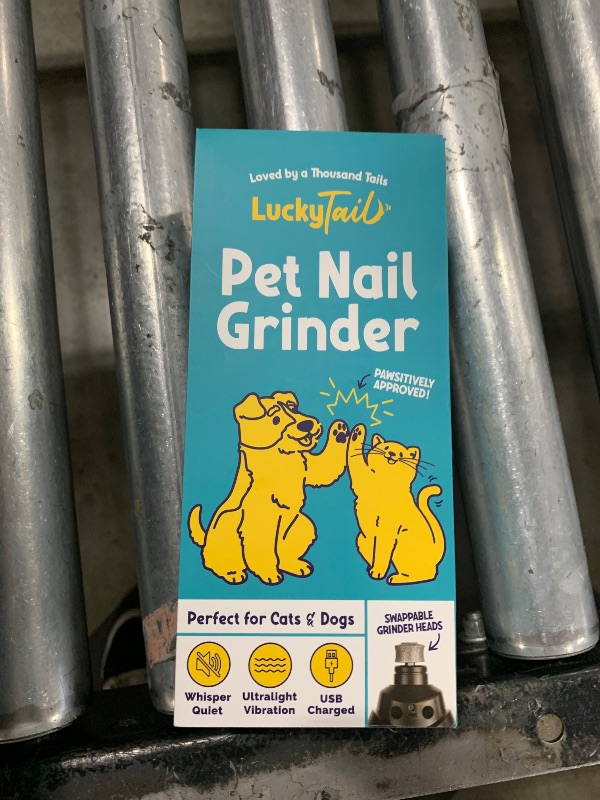 Loved by a Thousand Tails
LuckyTail
Pet Nail
Grinder
PAWSITIVELY
APPROVED!
Perfect for Cats & Dogs
SWAPPABLE
GRINDER HEADS
Whisper
Quiet
Ultralight
Vibration
USB
Charged